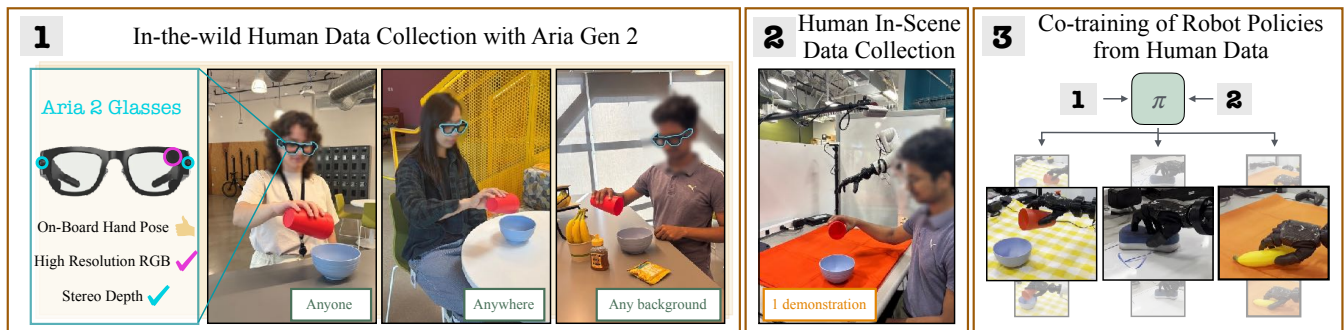 1
In-the-wild Human Data Collection with Aria Gen 2
Aria 2 Glasses
On-Board Hand Pose
High Resolution RGB
Stereo Depth
Anyone
Anywhere
Any background
2
Human In-Scene
Data Collection
1 demonstration
3
Co-training of Robot Policies
from Human Data
1
π
2